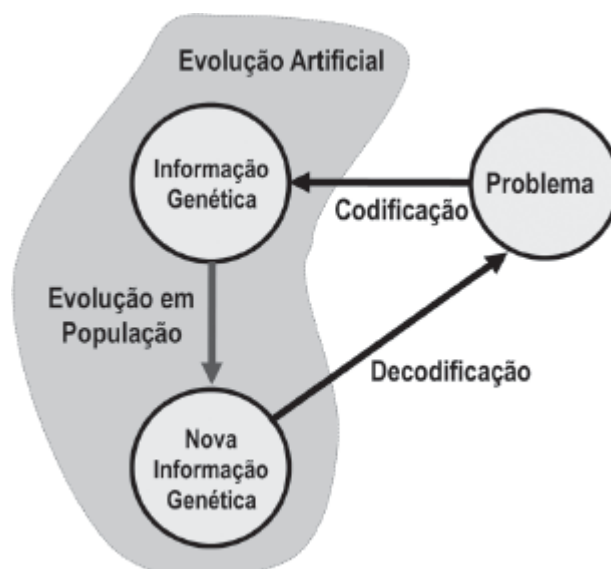 Evolução Artificial
Informação
Genética
Problema
Codificação
Evolução em
População
Decodificação
Nova
Informação
Genética